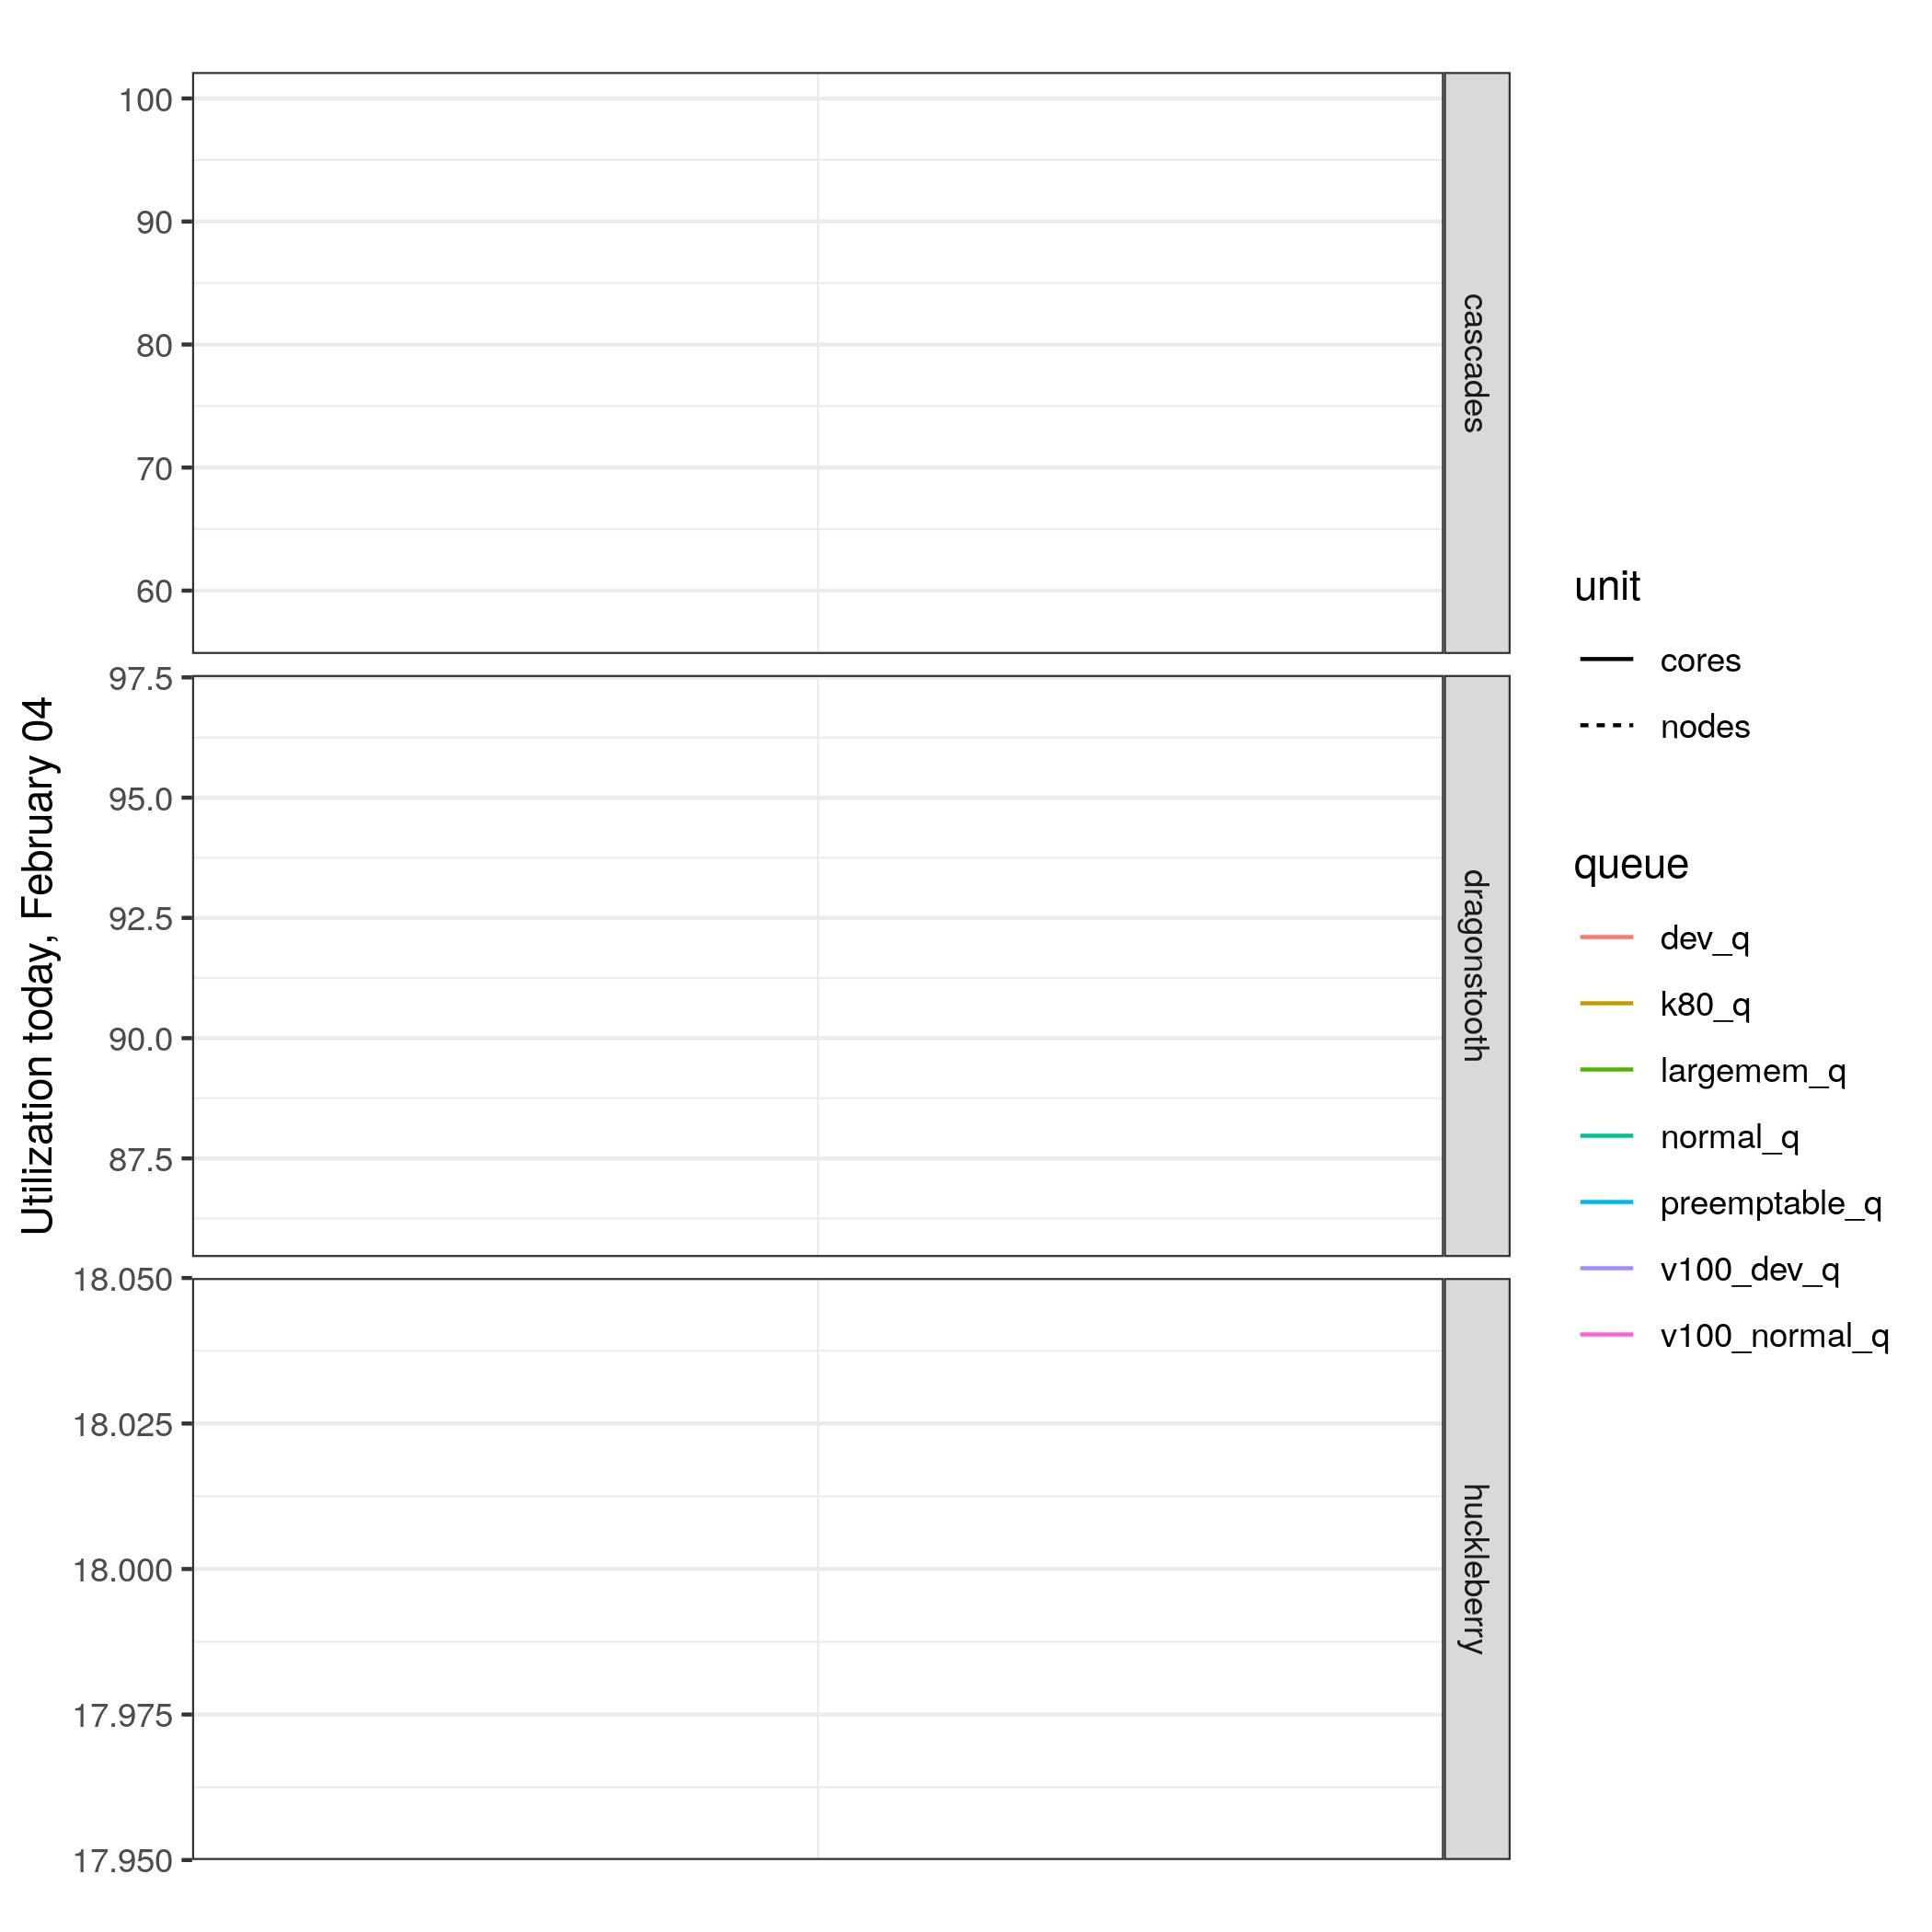 Utilization today, February 04
100
90
80
70
60
cascades
97.5
95.0
92.5
90.0
87.5
dragonstooth
18.050
18.025
18.000
17.975
17.950
huckleberry
unit
cores
nodes
queue
dev_q
k80_q
largemem_q
normal_q
preemptable_q
v100_dev_q
v100_normal_q